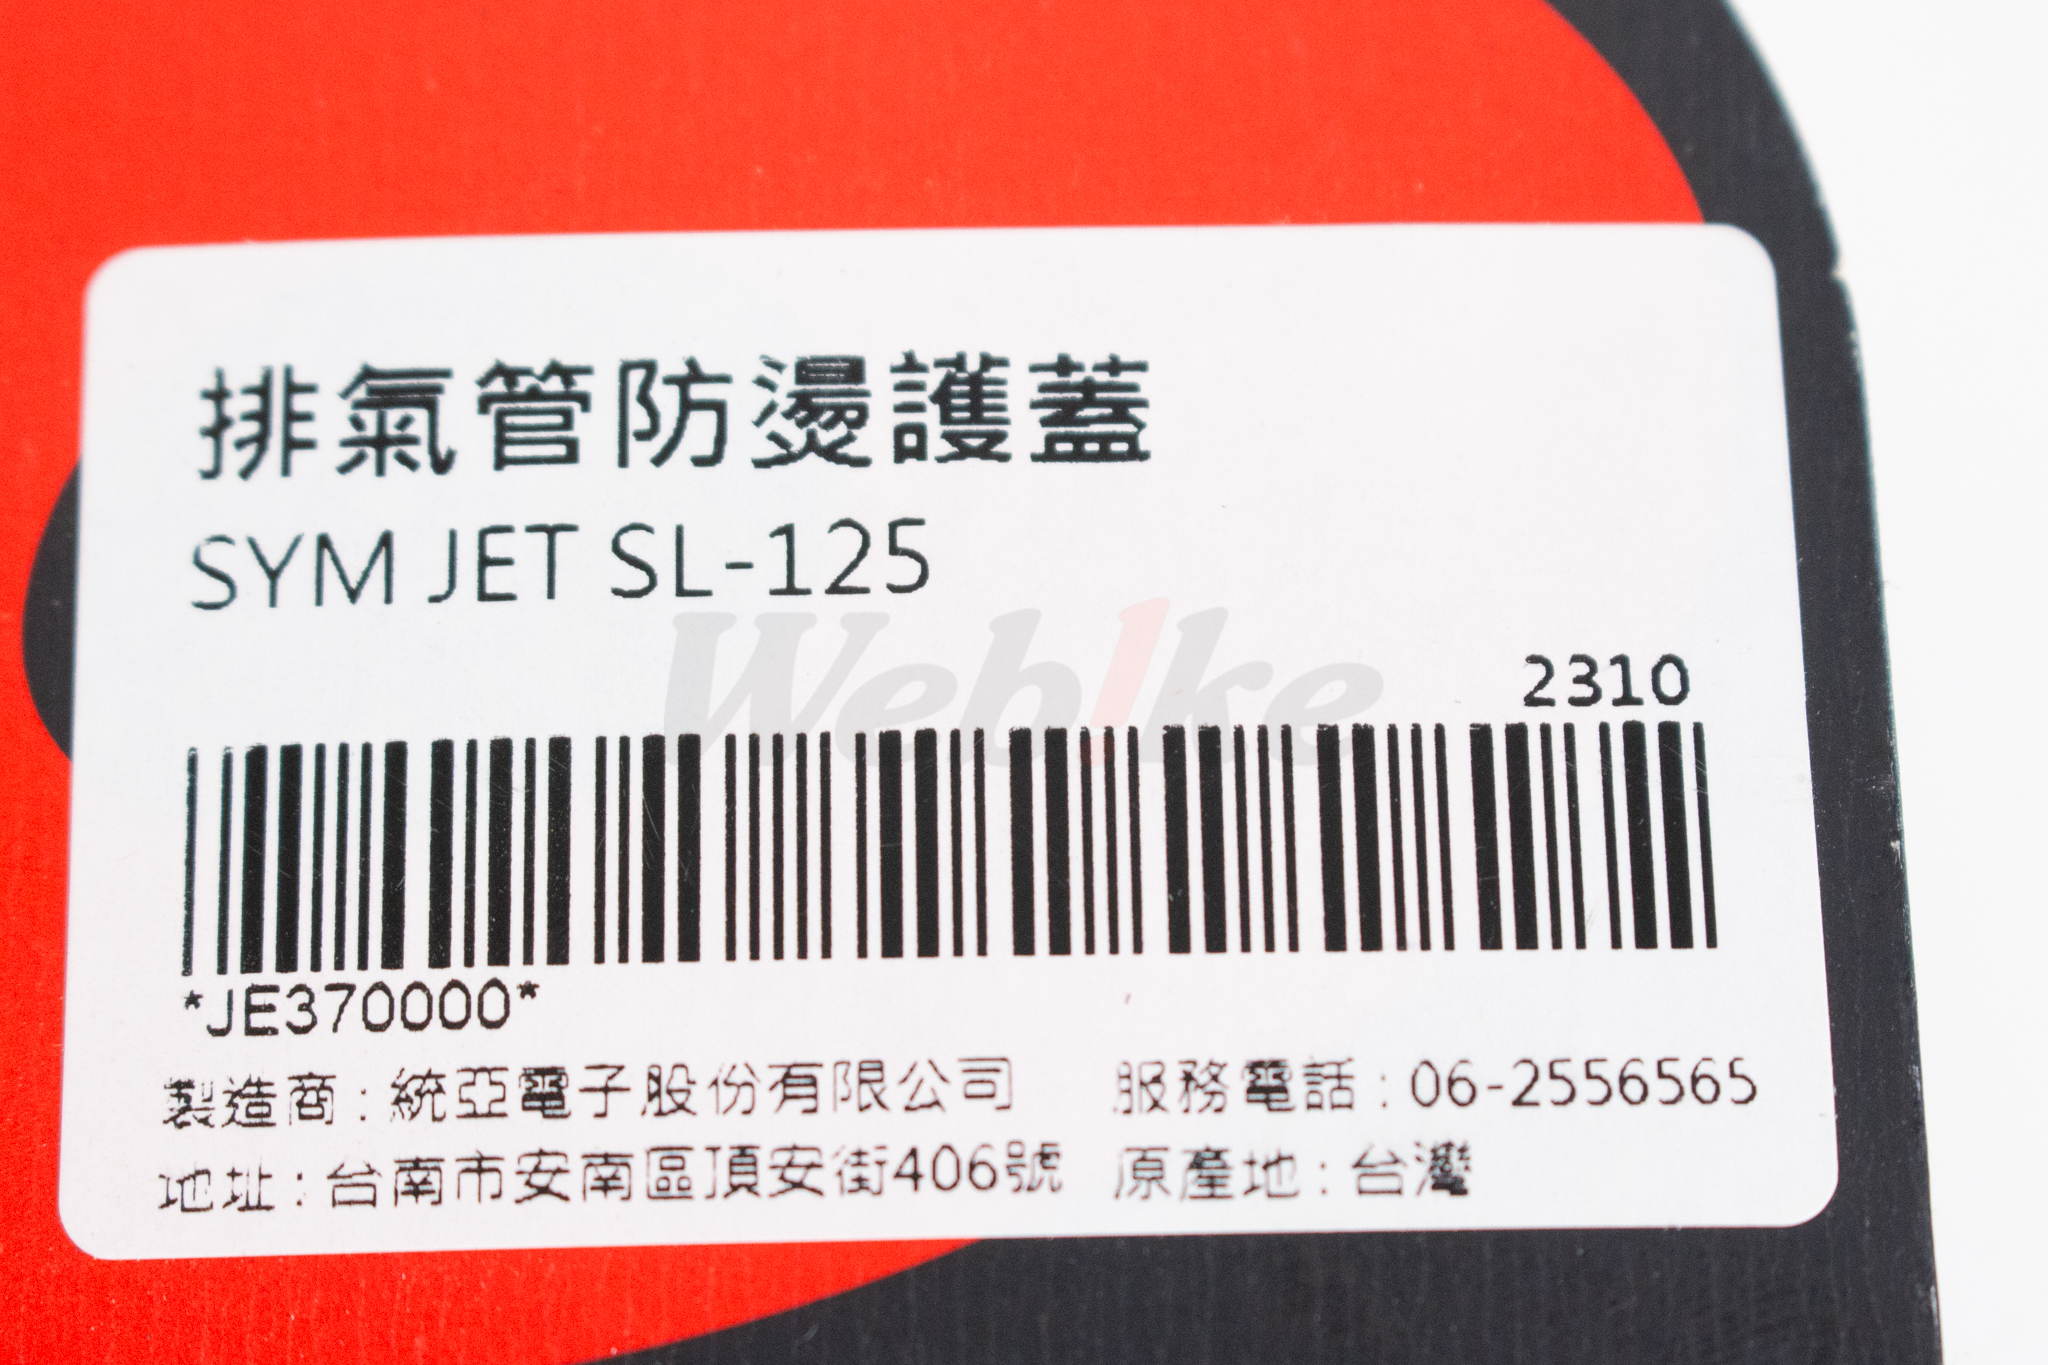 排氣管防燙護蓋
SYM JET SL-125
Web!ke
2310
*JE370000*
製造商：統亞電子股份有限公司 服務電話：06-2556565
地址：台南市安南區頂安街406號 原產地：台灣